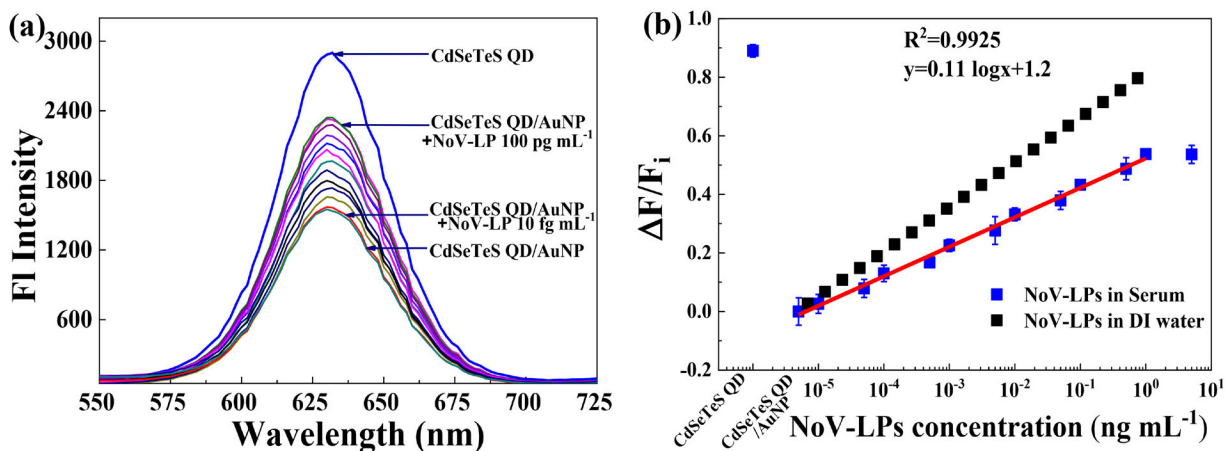 (a)
3000
2400
1800
1200
600
Fl Intensity
CdSeTeS QD
CdSeTeS QD/AuNP
+NoV-LP 100 pg mL⁻¹
CdSeTeS QD/AuNP
+NoV-LP 10 fg mL⁻¹
CdSeTeS QD/AuNP
550 575 600 625 650 675 700 725
Wavelength (nm)
(b)
1.0
0.8
0.6
0.4
0.2
0.0
-0.2
ΔF/Fᵢ
R²=0.9925
y=0.11 logx+1.2
NoV-LPs in Serum
NoV-LPs in DI water
CdSeTeS QD
CdSeTeS QD
/AuNP
10⁻⁵ 10⁻⁴ 10⁻³ 10⁻² 10⁻¹ 10⁰ 10¹
NoV-LPs concentration (ng mL⁻¹)